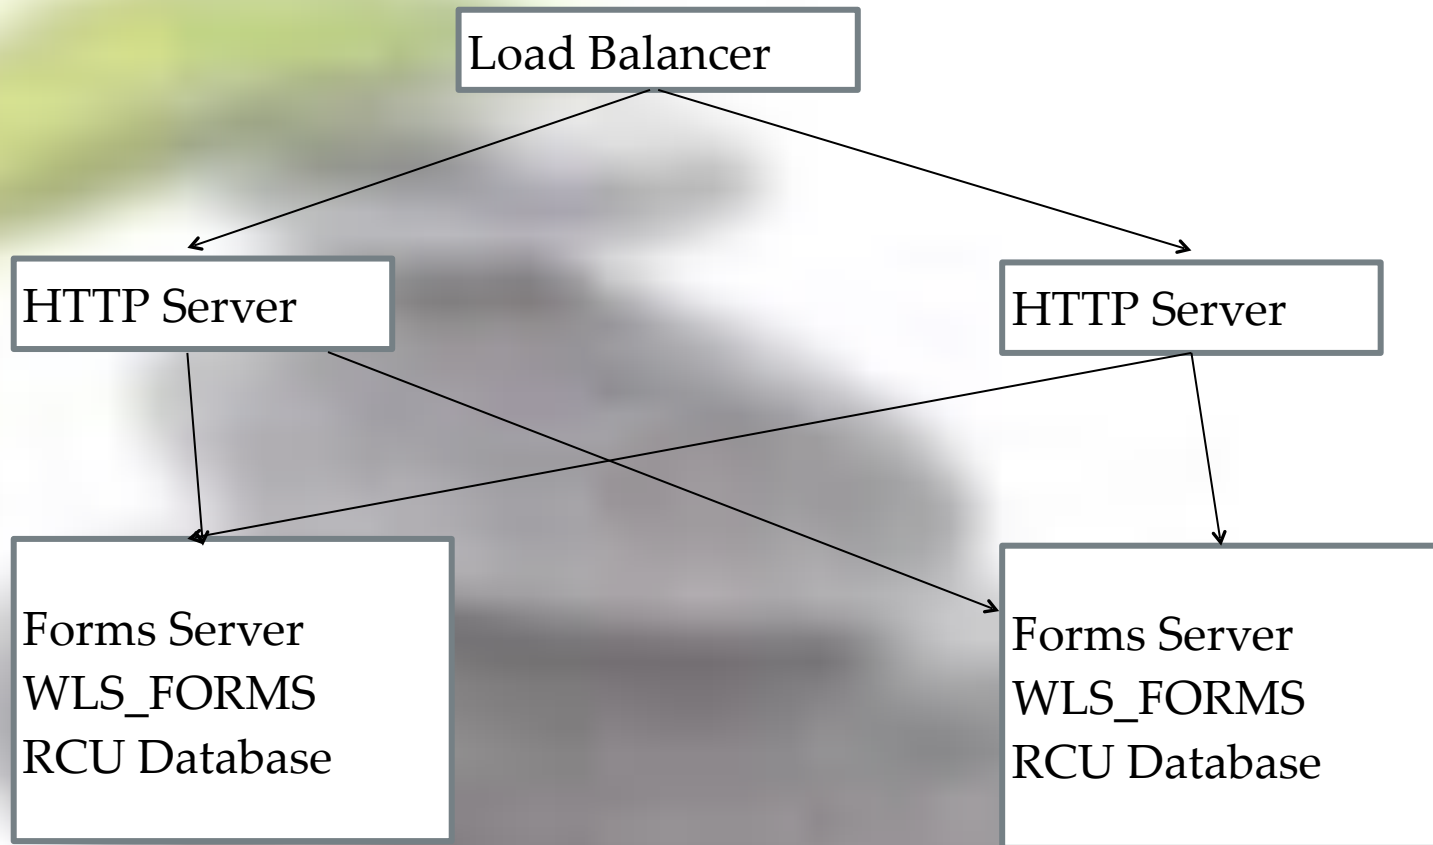 Load Balancer
HTTP Server
HTTP Server
Forms Server
WLS_FORMS
RCU Database
Forms Server
WLS_FORMS
RCU Database